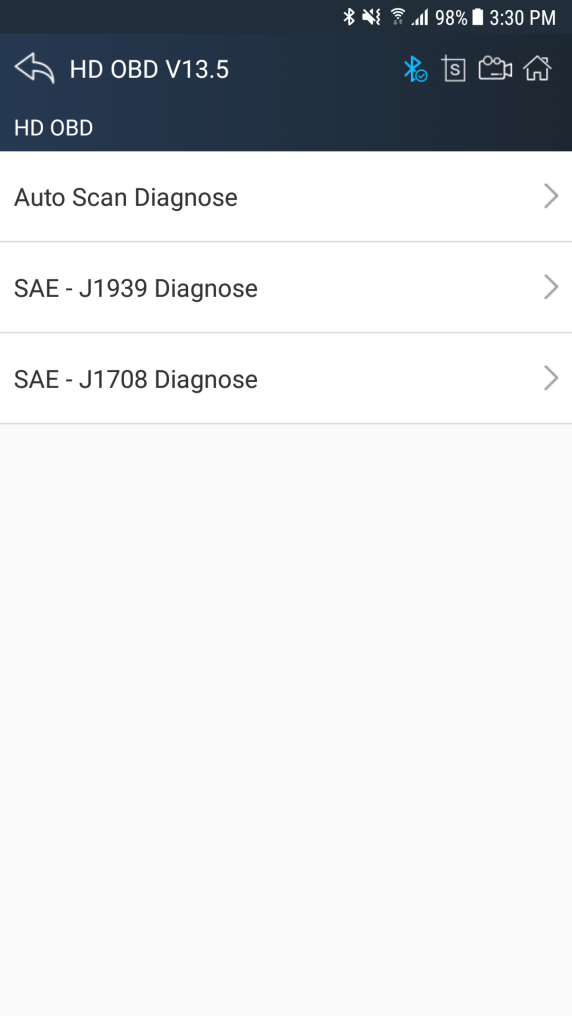 98% 3:30 PM
HD OBD V13.5
S
HD OBD
Auto Scan Diagnose
SAE - J1939 Diagnose
SAE - J1708 Diagnose